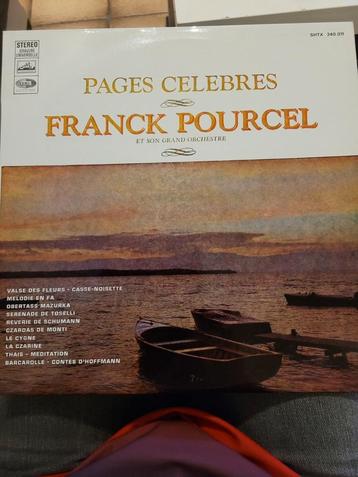 STEREO
GRAVURE
UNIVERSELLE
SHTX 340.011
PAGES CELEBRES
FRANCK POURCEL
ET SON GRAND ORCHESTRE
VALSE DES FLEURS - CASSE-NOISETTE
MELODIE EN FA
OBERTASS MAZURKA
SERENADE DE TOSELLI
REVERIE DE SCHUMANN
CZARDAS DE MONTI
LE CYGNE
LA CZARINE
THAIS - MEDITATION
BARCAROLLE - CONTES D'HOFFMANN